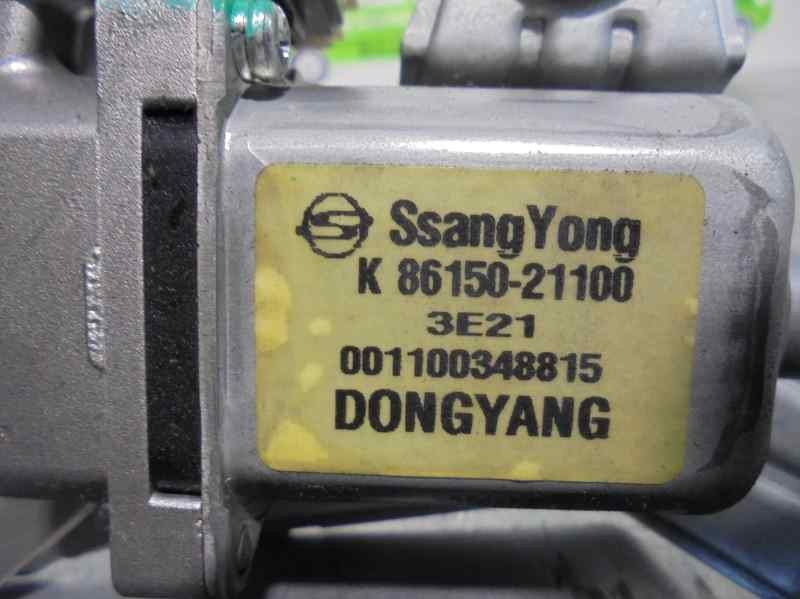 SsangYong
K 86150-21100
3E21
001100348815
DONGYANG